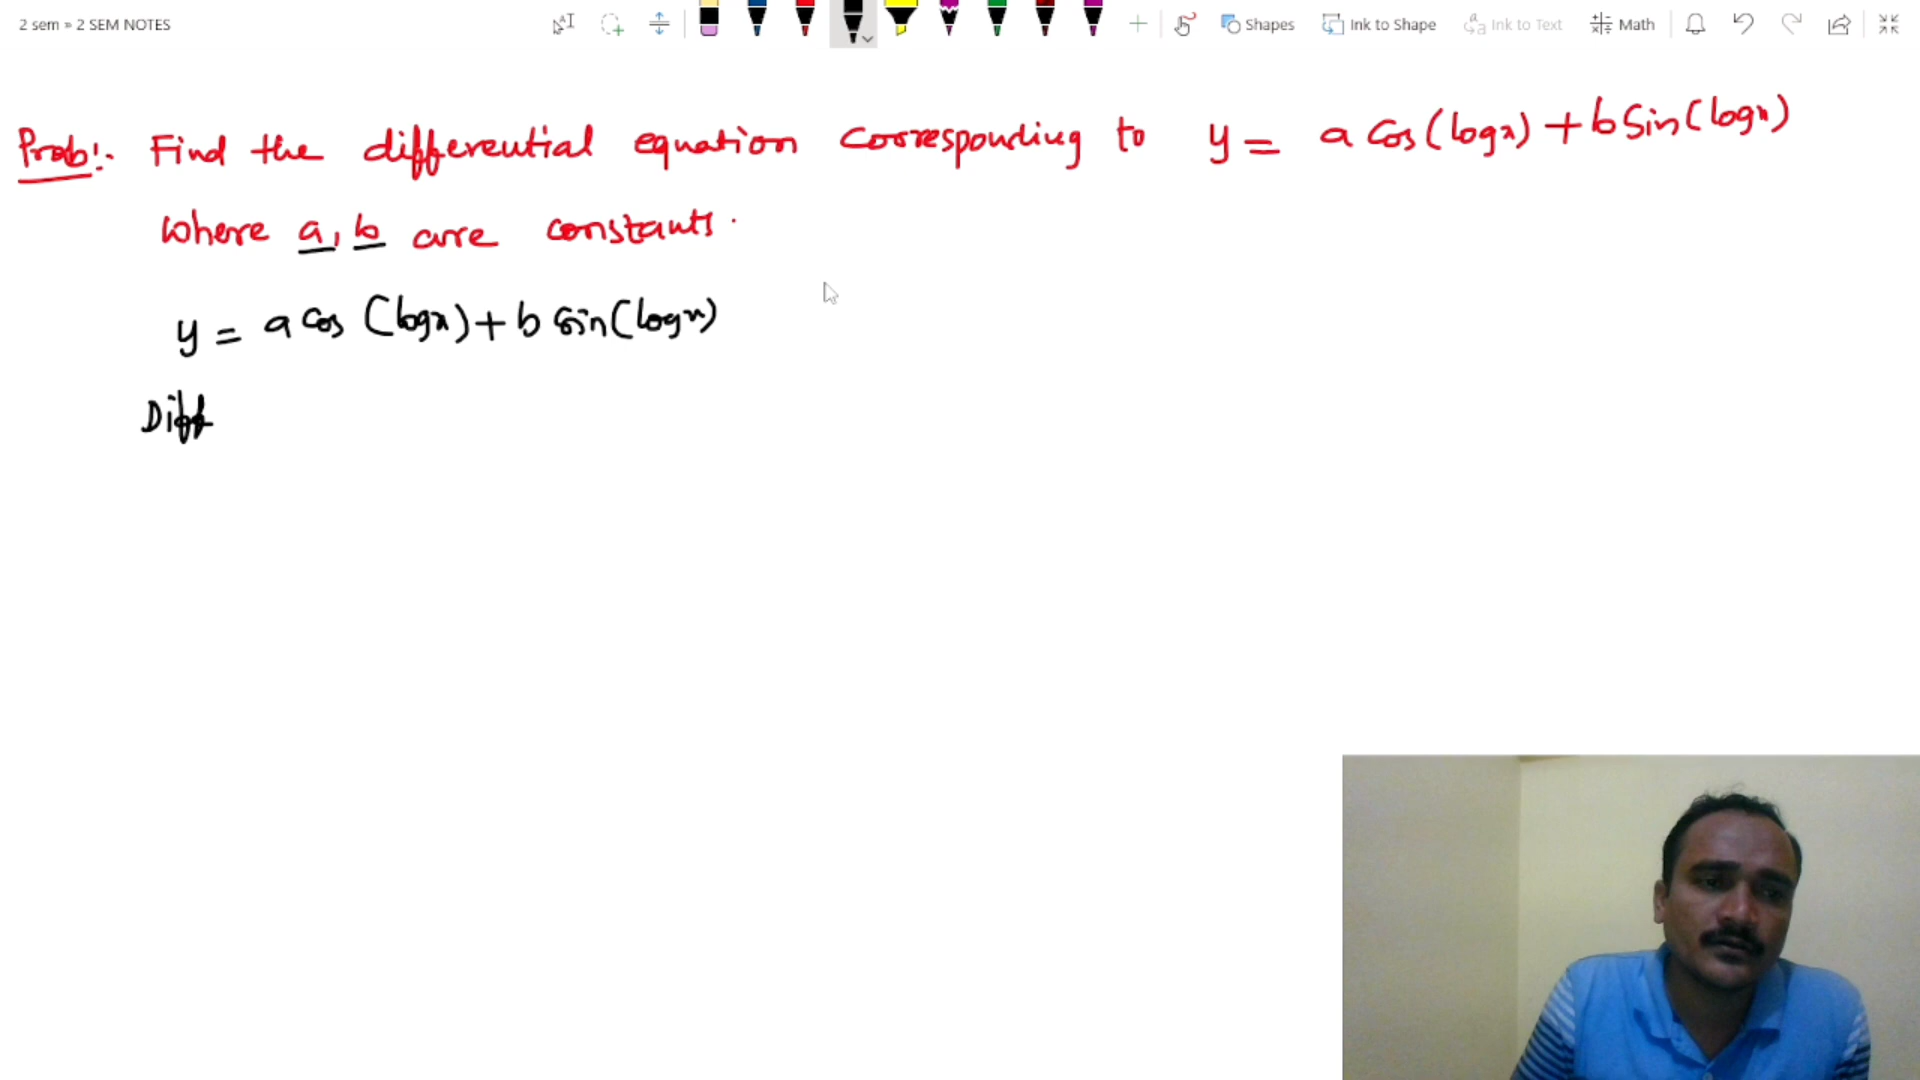 2 sem » 2 SEM NOTES Shapes Ink to Shape Ink to Text Math
Prob:- Find the differential equation corresponding to y = a cos(logx) + b sin(logx)
where a, b are constants.
y = a cos (logx) + b sin(logx)
Diff